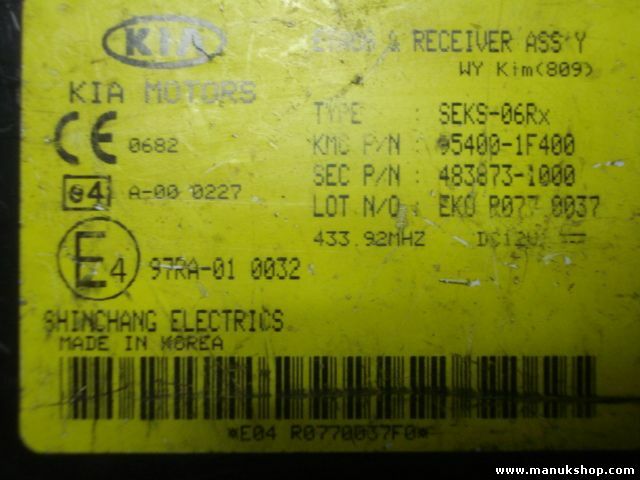 KIA
ETACS & RECEIVER ASS'Y
WY Kim(809)
KIA MOTORS
TYPE : SEKS-06Rx
CE 0682
KMC P/N : 95400-1F400
e4 A-00 0227
SEC P/N : 483873-1000
LOT N/O : EKO R077 0037
433.92MHZ DC12V
E4 97RA-01 0032
SHINCHANG ELECTRICS
MADE IN KOREA
*E04 R0770037F0*
www.manukshop.com